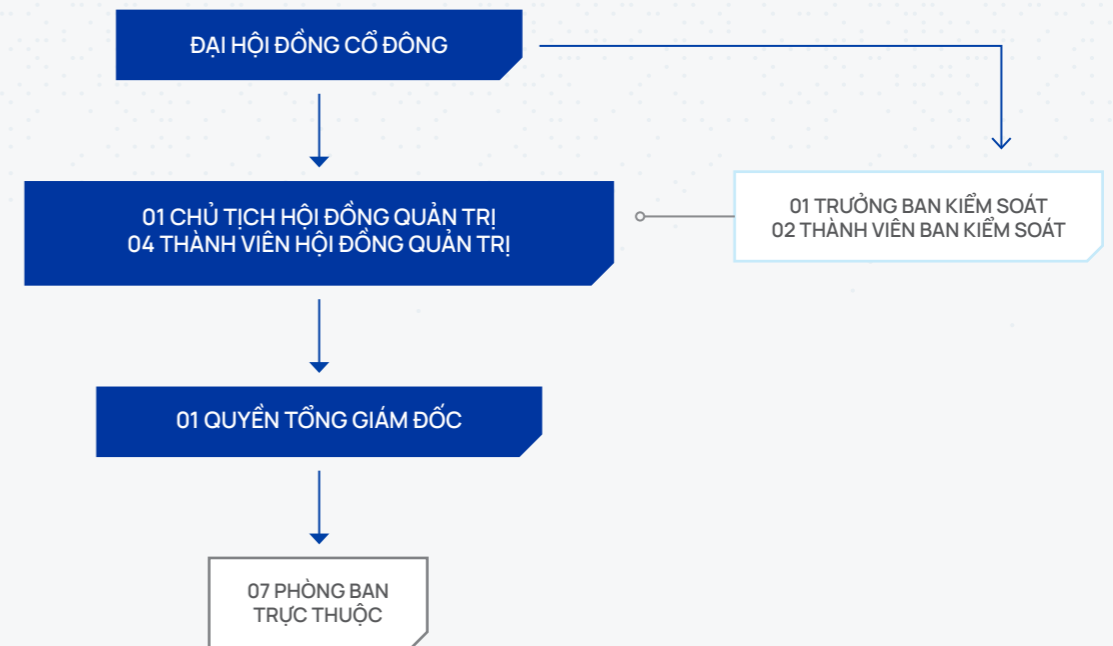 ĐẠI HỘI ĐỒNG CỔ ĐÔNG
01 CHỦ TỊCH HỘI ĐỒNG QUẢN TRỊ
04 THÀNH VIÊN HỘI ĐỒNG QUẢN TRỊ
01 TRƯỞNG BAN KIỂM SOÁT
02 THÀNH VIÊN BAN KIỂM SOÁT
01 QUYỀN TỔNG GIÁM ĐỐC
07 PHÒNG BAN
TRỰC THUỘC